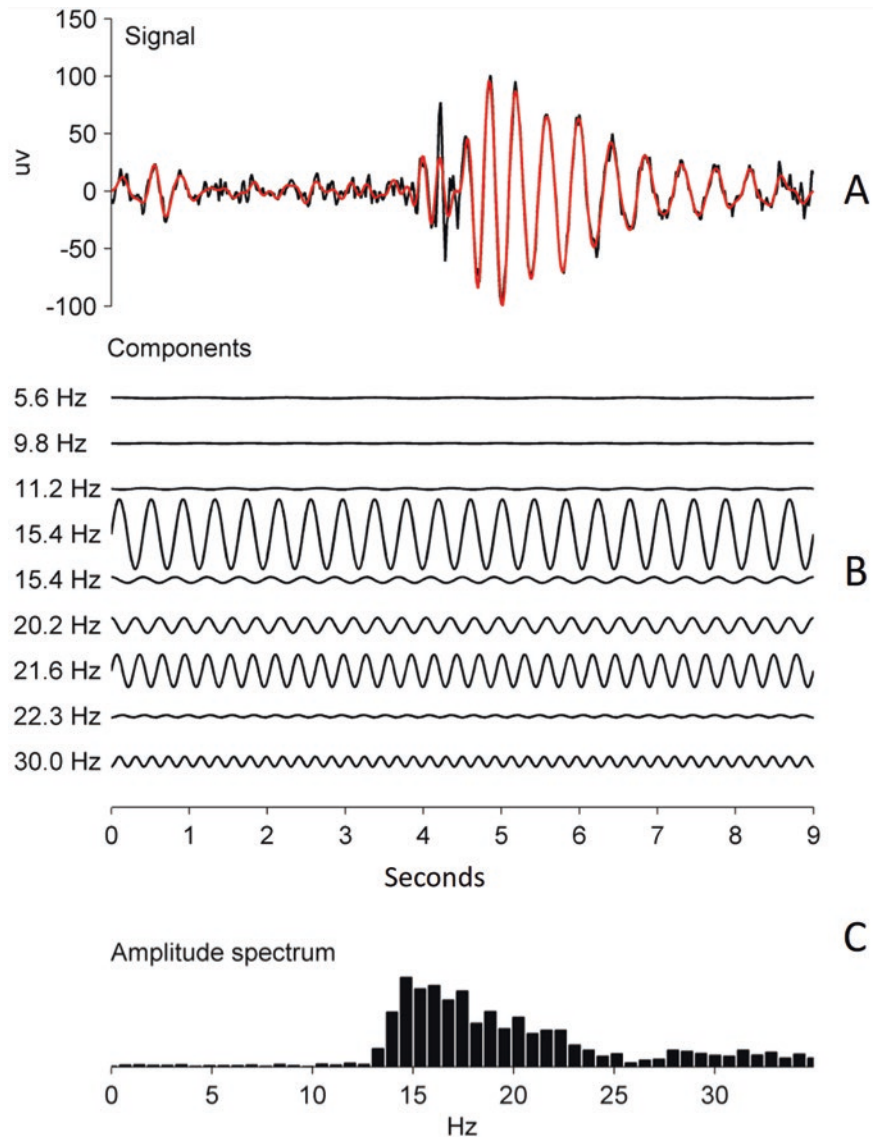 150
Signal
100
50
uv
0
A
-50
-100
Components
5.6 Hz
9.8 Hz
11.2 Hz
15.4 Hz
15.4 Hz
B
20.2 Hz
21.6 Hz
22.3 Hz
30.0 Hz
0 1 2 3 4 5 6 7 8 9
Seconds
C
Amplitude spectrum
0 5 10 15 20 25 30
Hz